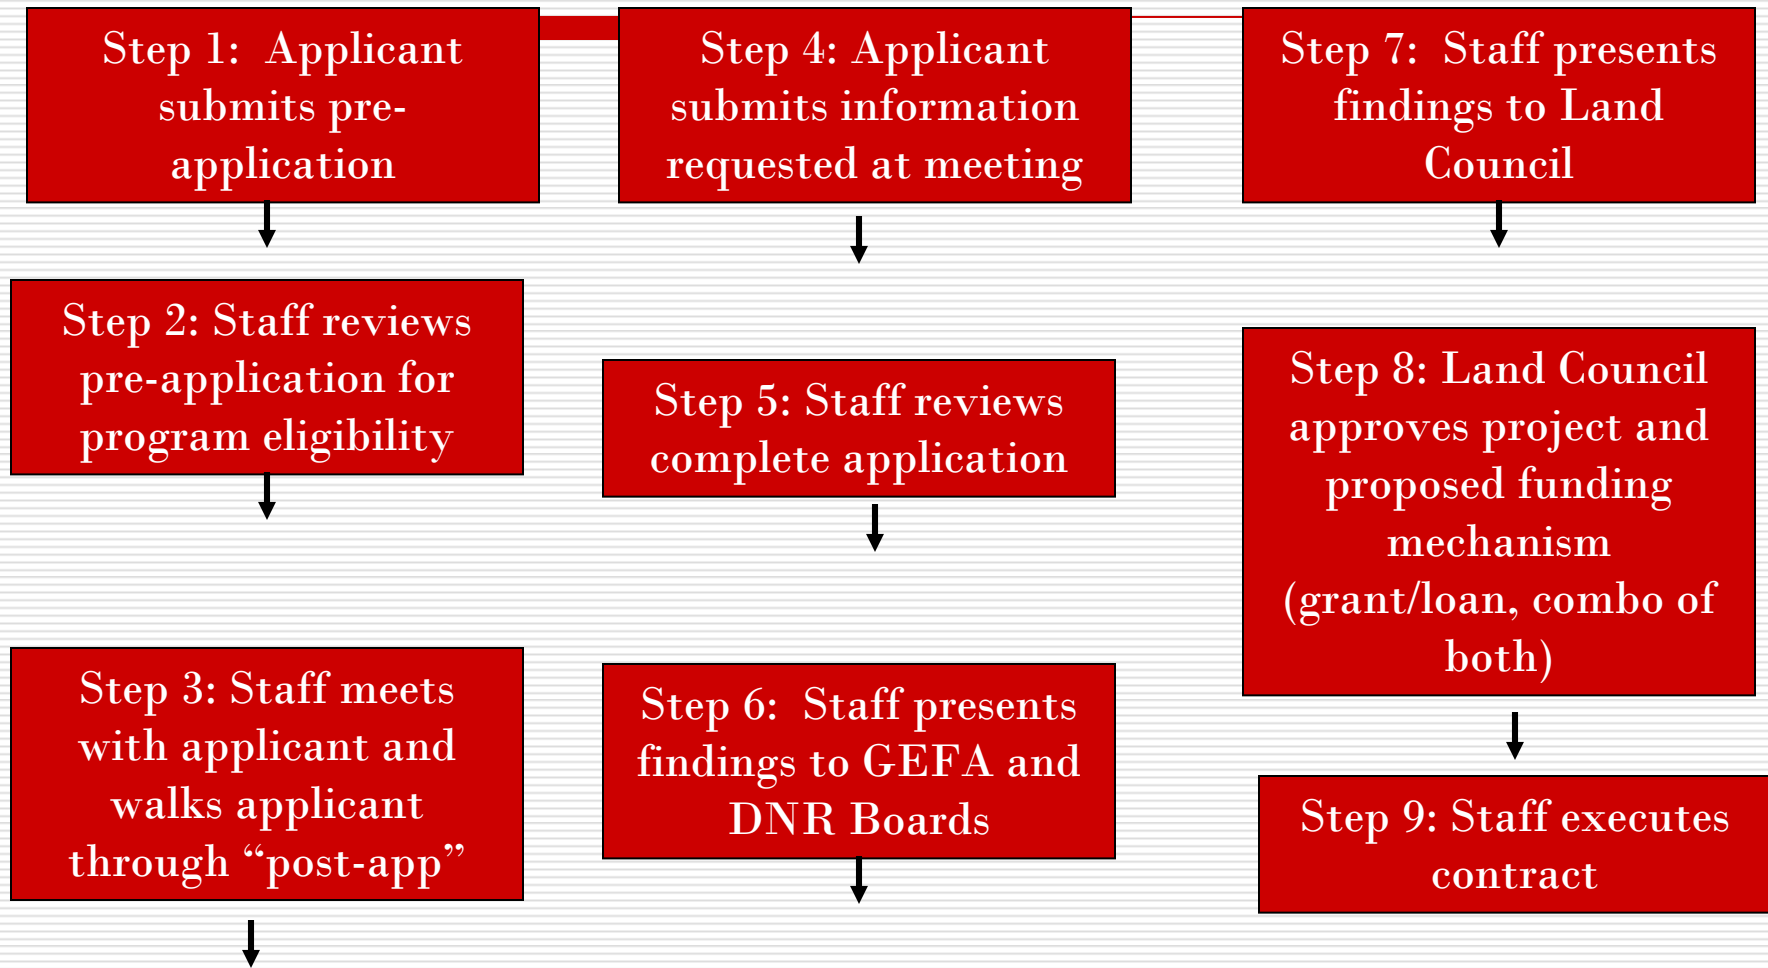 Step 1:  Applicant
submits pre-
application
Step 2: Staff reviews
pre-application for
program eligibility
Step 3: Staff meets
with applicant and
walks applicant
through “post-app”
Step 4: Applicant
submits information
requested at meeting
Step 5: Staff reviews
complete application
Step 6:  Staff presents
findings to GEFA and
DNR Boards
Step 7:  Staff presents
findings to Land
Council
Step 8: Land Council
approves project and
proposed funding
mechanism
(grant/loan, combo of
both)
Step 9: Staff executes
contract